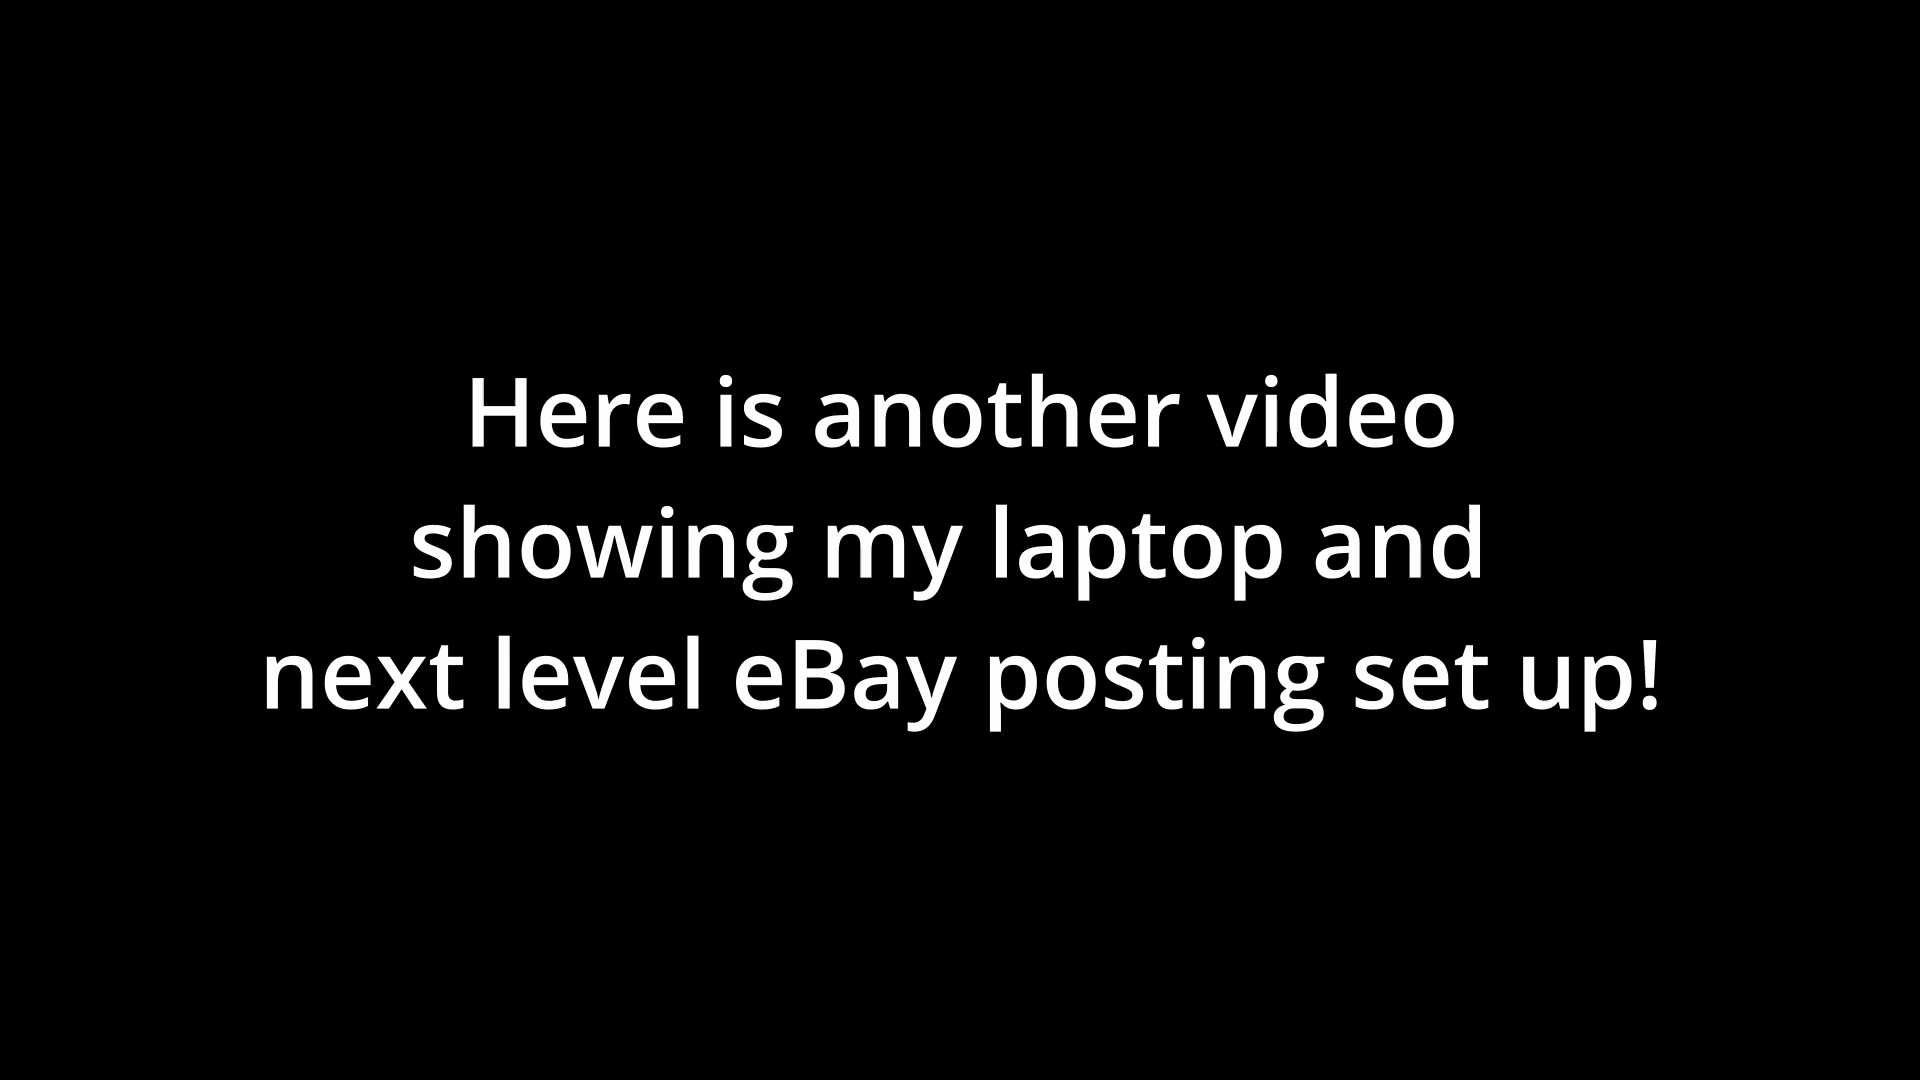 Here is another video
showing my laptop and
next level eBay posting set up!